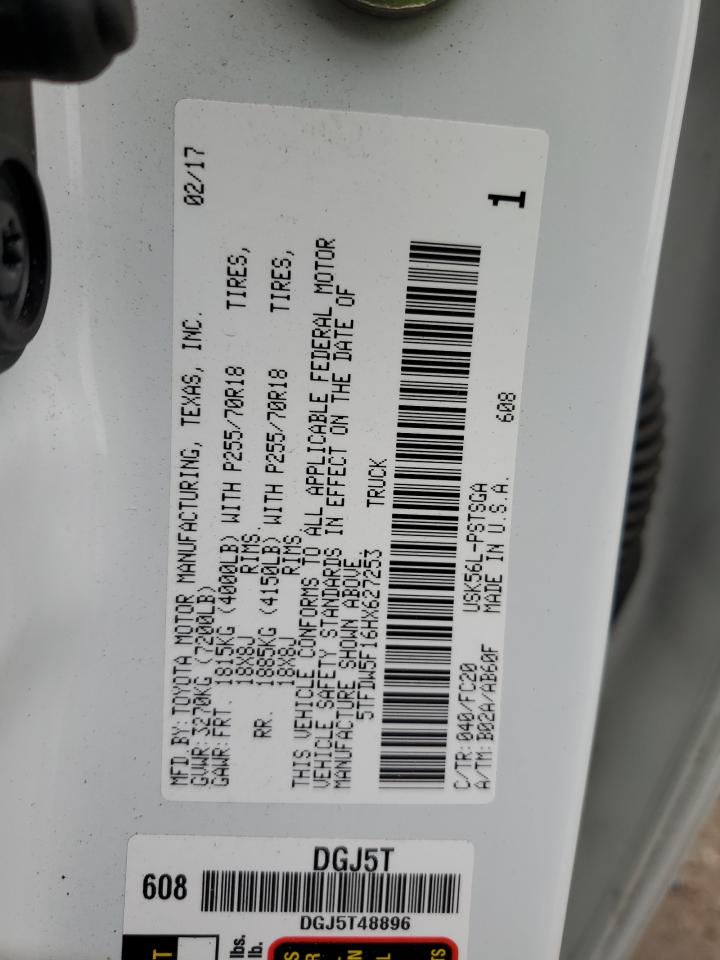 02/17
MFD.BY: TOYOTA MOTOR MANUFACTURING, TEXAS, INC.
GVWR: 3270KG (7200LB)
GAWR: FRT. 1815KG (4000LB) WITH P255/70R18 TIRES,
18X8J RIMS.
RR. 1885KG (4150LB) WITH P255/70R18 TIRES,
18X8J RIMS
THIS VEHICLE CONFORMS TO ALL APPLICABLE FEDERAL MOTOR
VEHICLE SAFETY STANDARDS IN EFFECT ON THE DATE OF
MANUFACTURE SHOWN ABOVE.
5TFDW5F16HX627253 TRUCK
C/TR: 040/FC20 USK56L-PSTSGA 608
A/TM: B02A/AB60F MADE IN U.S.A.
1
DGJ5T
608
DGJ5T48896
lbs.
lb.